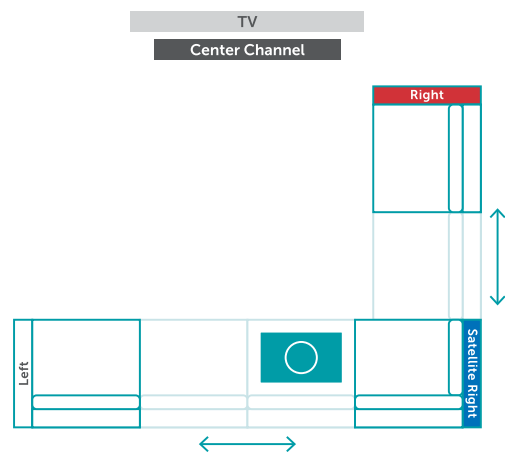 TV
Center Channel
Right
Left
Satellite Right